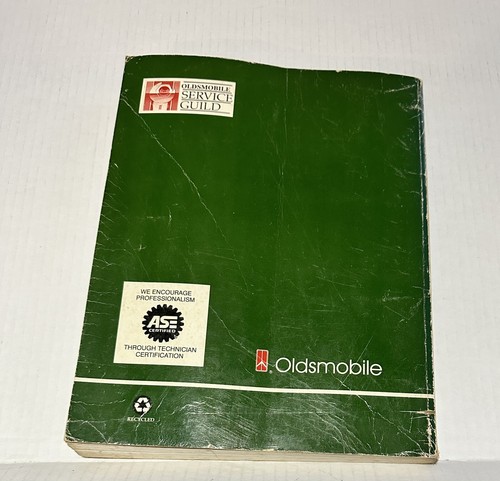 OLDSMOBILE
SERVICE
GUILD
WE ENCOURAGE
PROFESSIONALISM
ASE
CERTIFIED
THROUGH TECHNICIAN
CERTIFICATION
Oldsmobile
RECYCLED